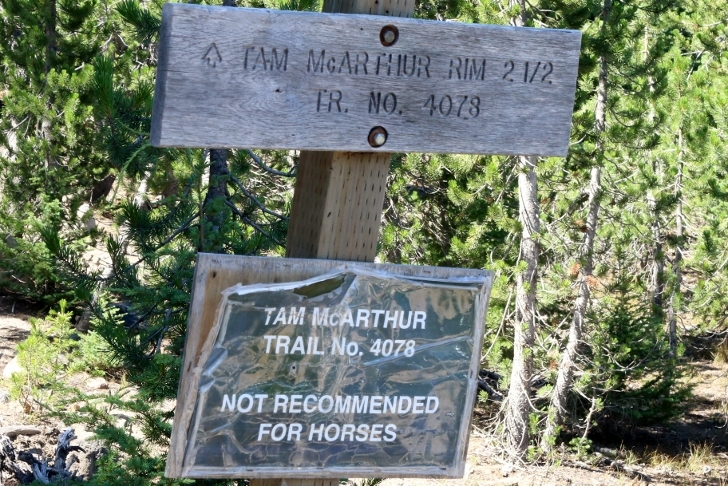 TAM McARTHUR RIM 2 1/2
TR. NO. 4078
TAM McARTHUR
TRAIL No. 4078
NOT RECOMMENDED
FOR HORSES